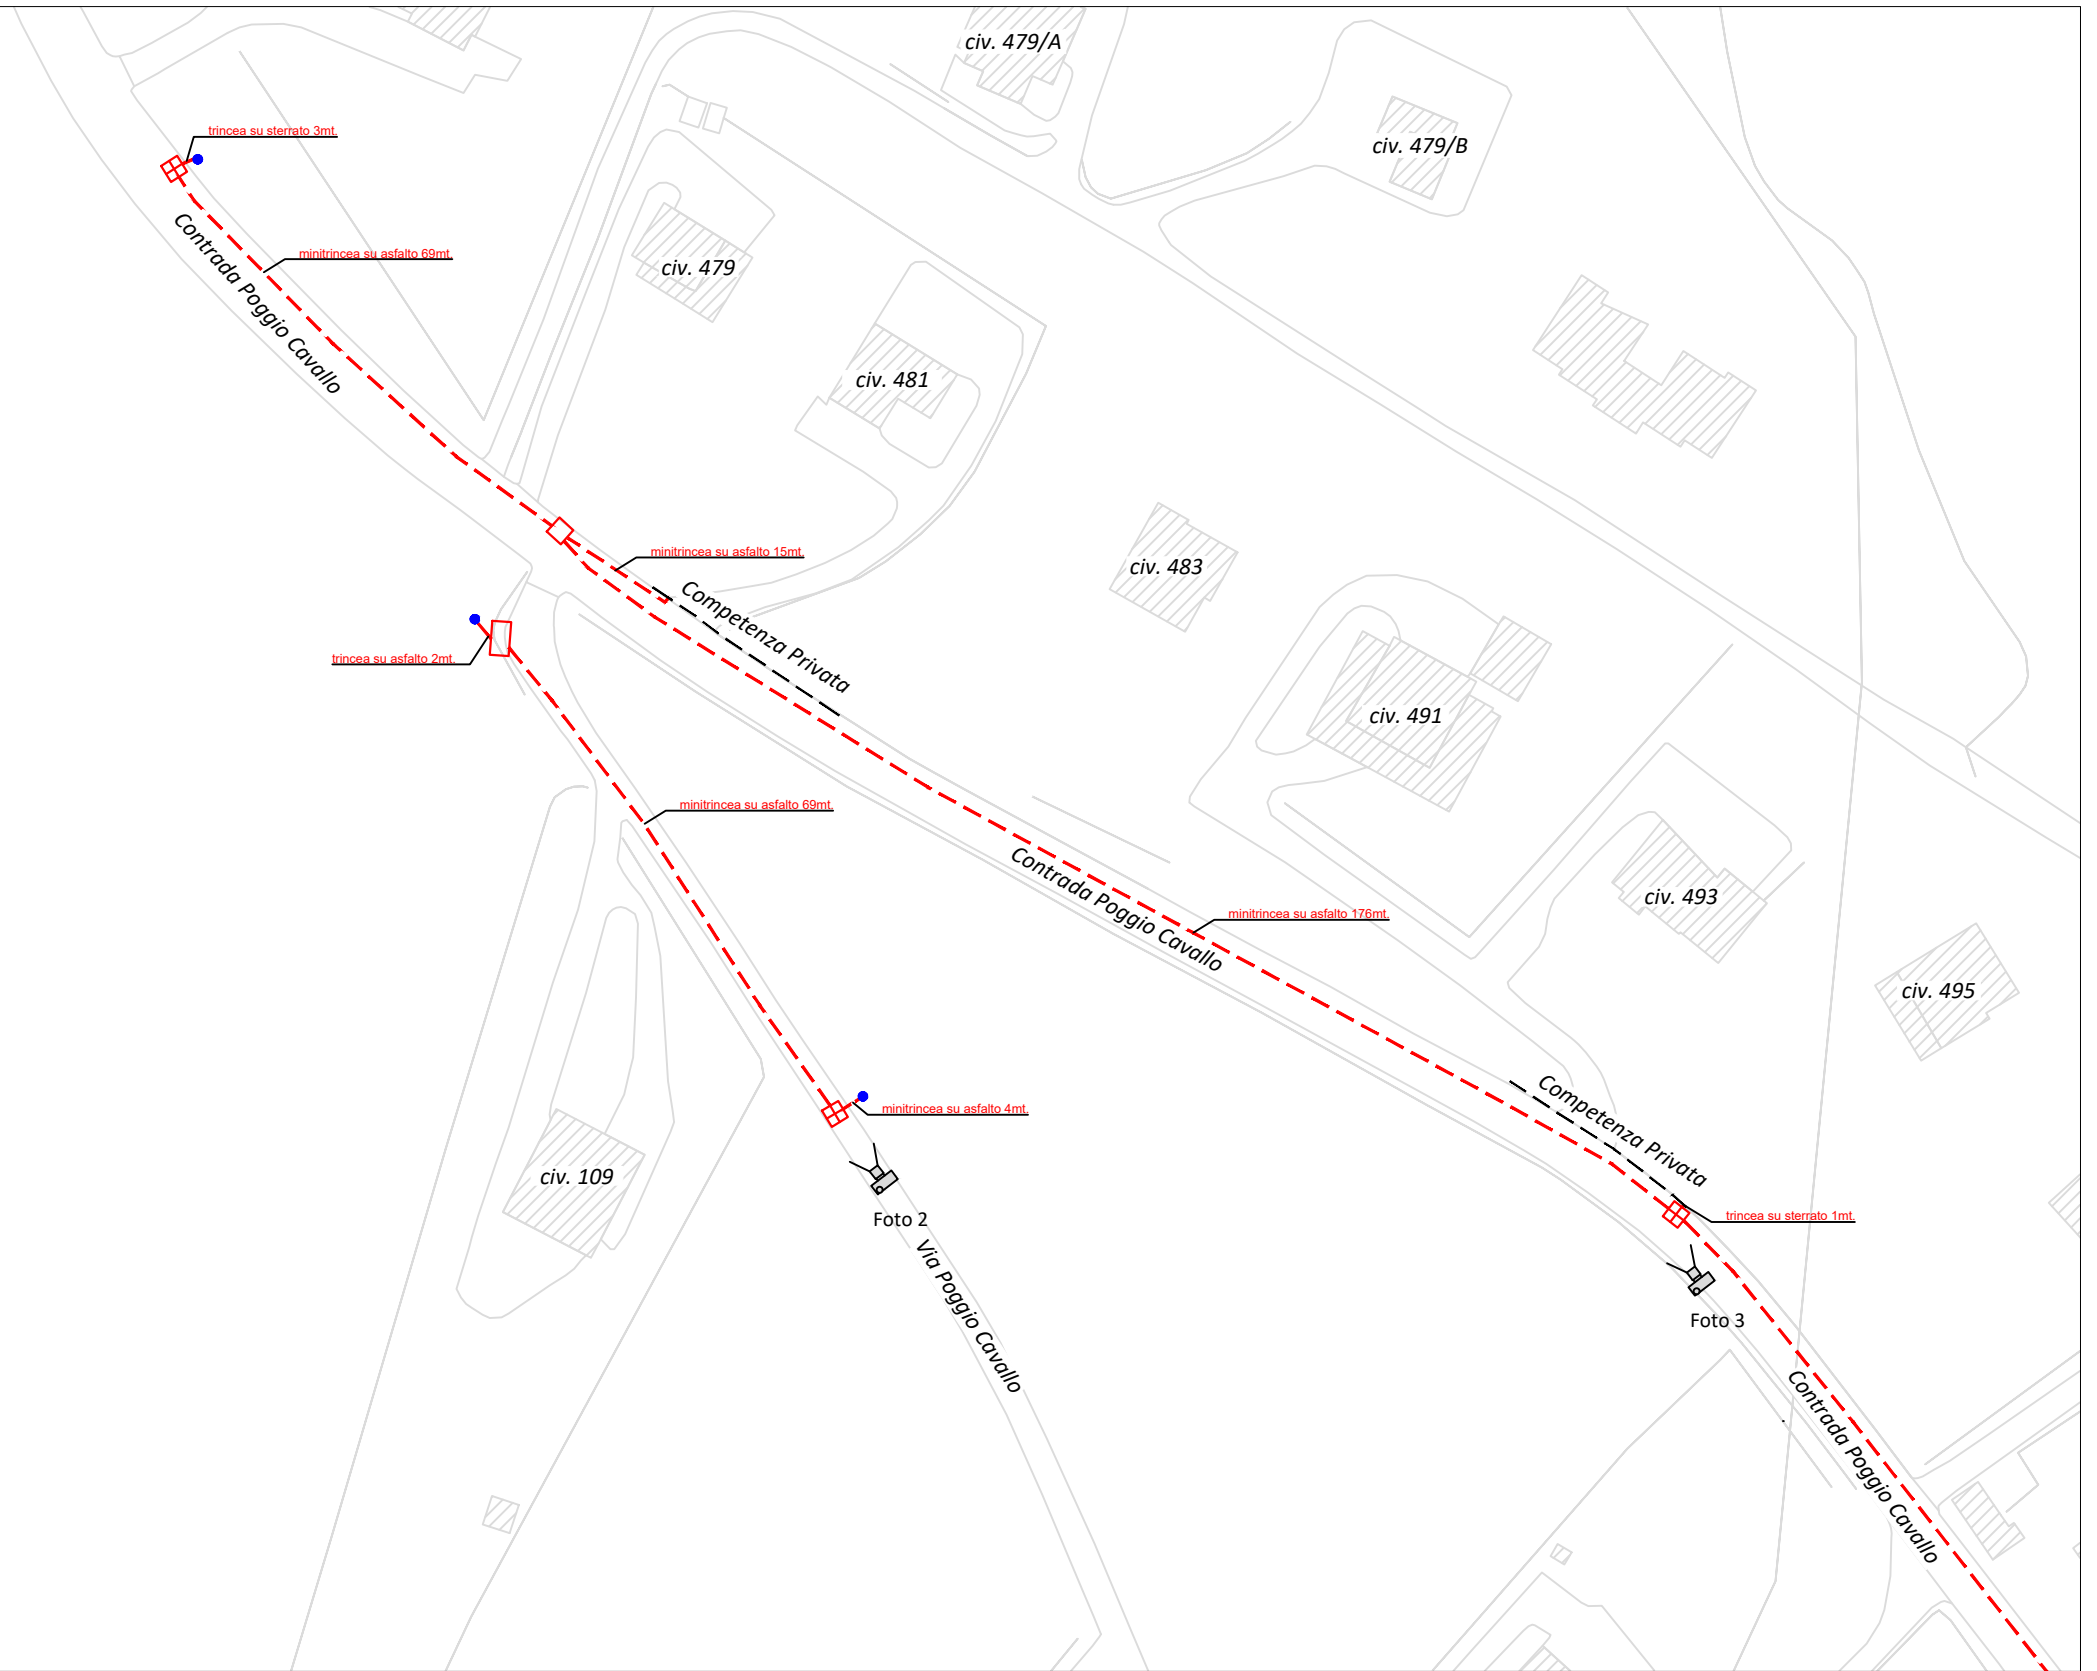 civ. 479/A
trincea su sterrato 3mt.
civ. 479/B
Contrada Poggio Cavallo
minitrincea su asfalto 69mt.
civ. 479
civ. 481
minitrincea su asfalto 15mt.
civ. 483
Competenza Privata
trincea su asfalto 2mt.
civ. 491
minitrincea su asfalto 69mt.
Contrada Poggio Cavallo
minitrincea su asfalto 176mt.
civ. 493
civ. 495
minitrincea su asfalto 4mt.
Competenza Privata
civ. 109
Foto 2
trincea su sterrato 1mt.
Via Poggio Cavallo
Foto 3
Contrada Poggio Cavallo